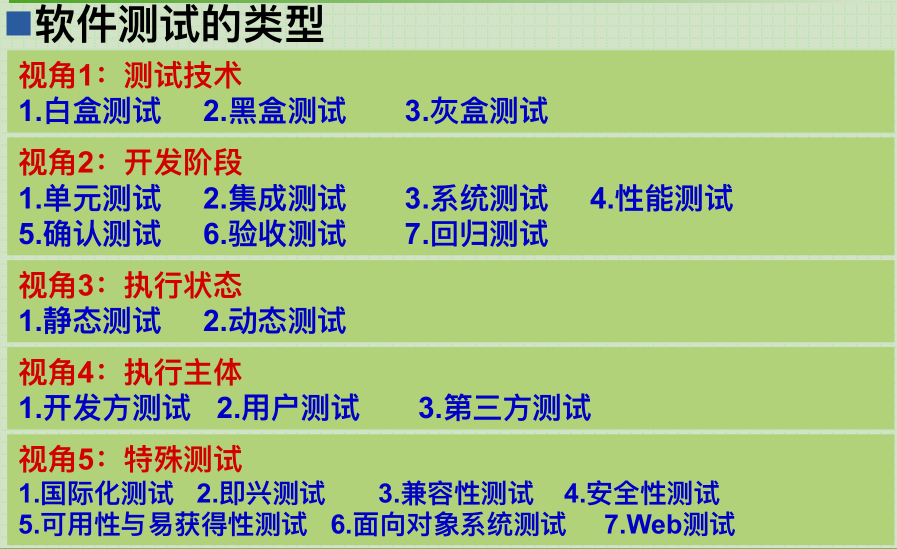 软件测试的类型
视角1：测试技术
1.白盒测试 2.黑盒测试 3.灰盒测试
视角2：开发阶段
1.单元测试 2.集成测试 3.系统测试 4.性能测试
5.确认测试 6.验收测试 7.回归测试
视角3：执行状态
1.静态测试 2.动态测试
视角4：执行主体
1.开发方测试 2.用户测试 3.第三方测试
视角5：特殊测试
1.国际化测试 2.即兴测试 3.兼容性测试 4.安全性测试
5.可用性与易获得性测试 6.面向对象系统测试 7.Web测试